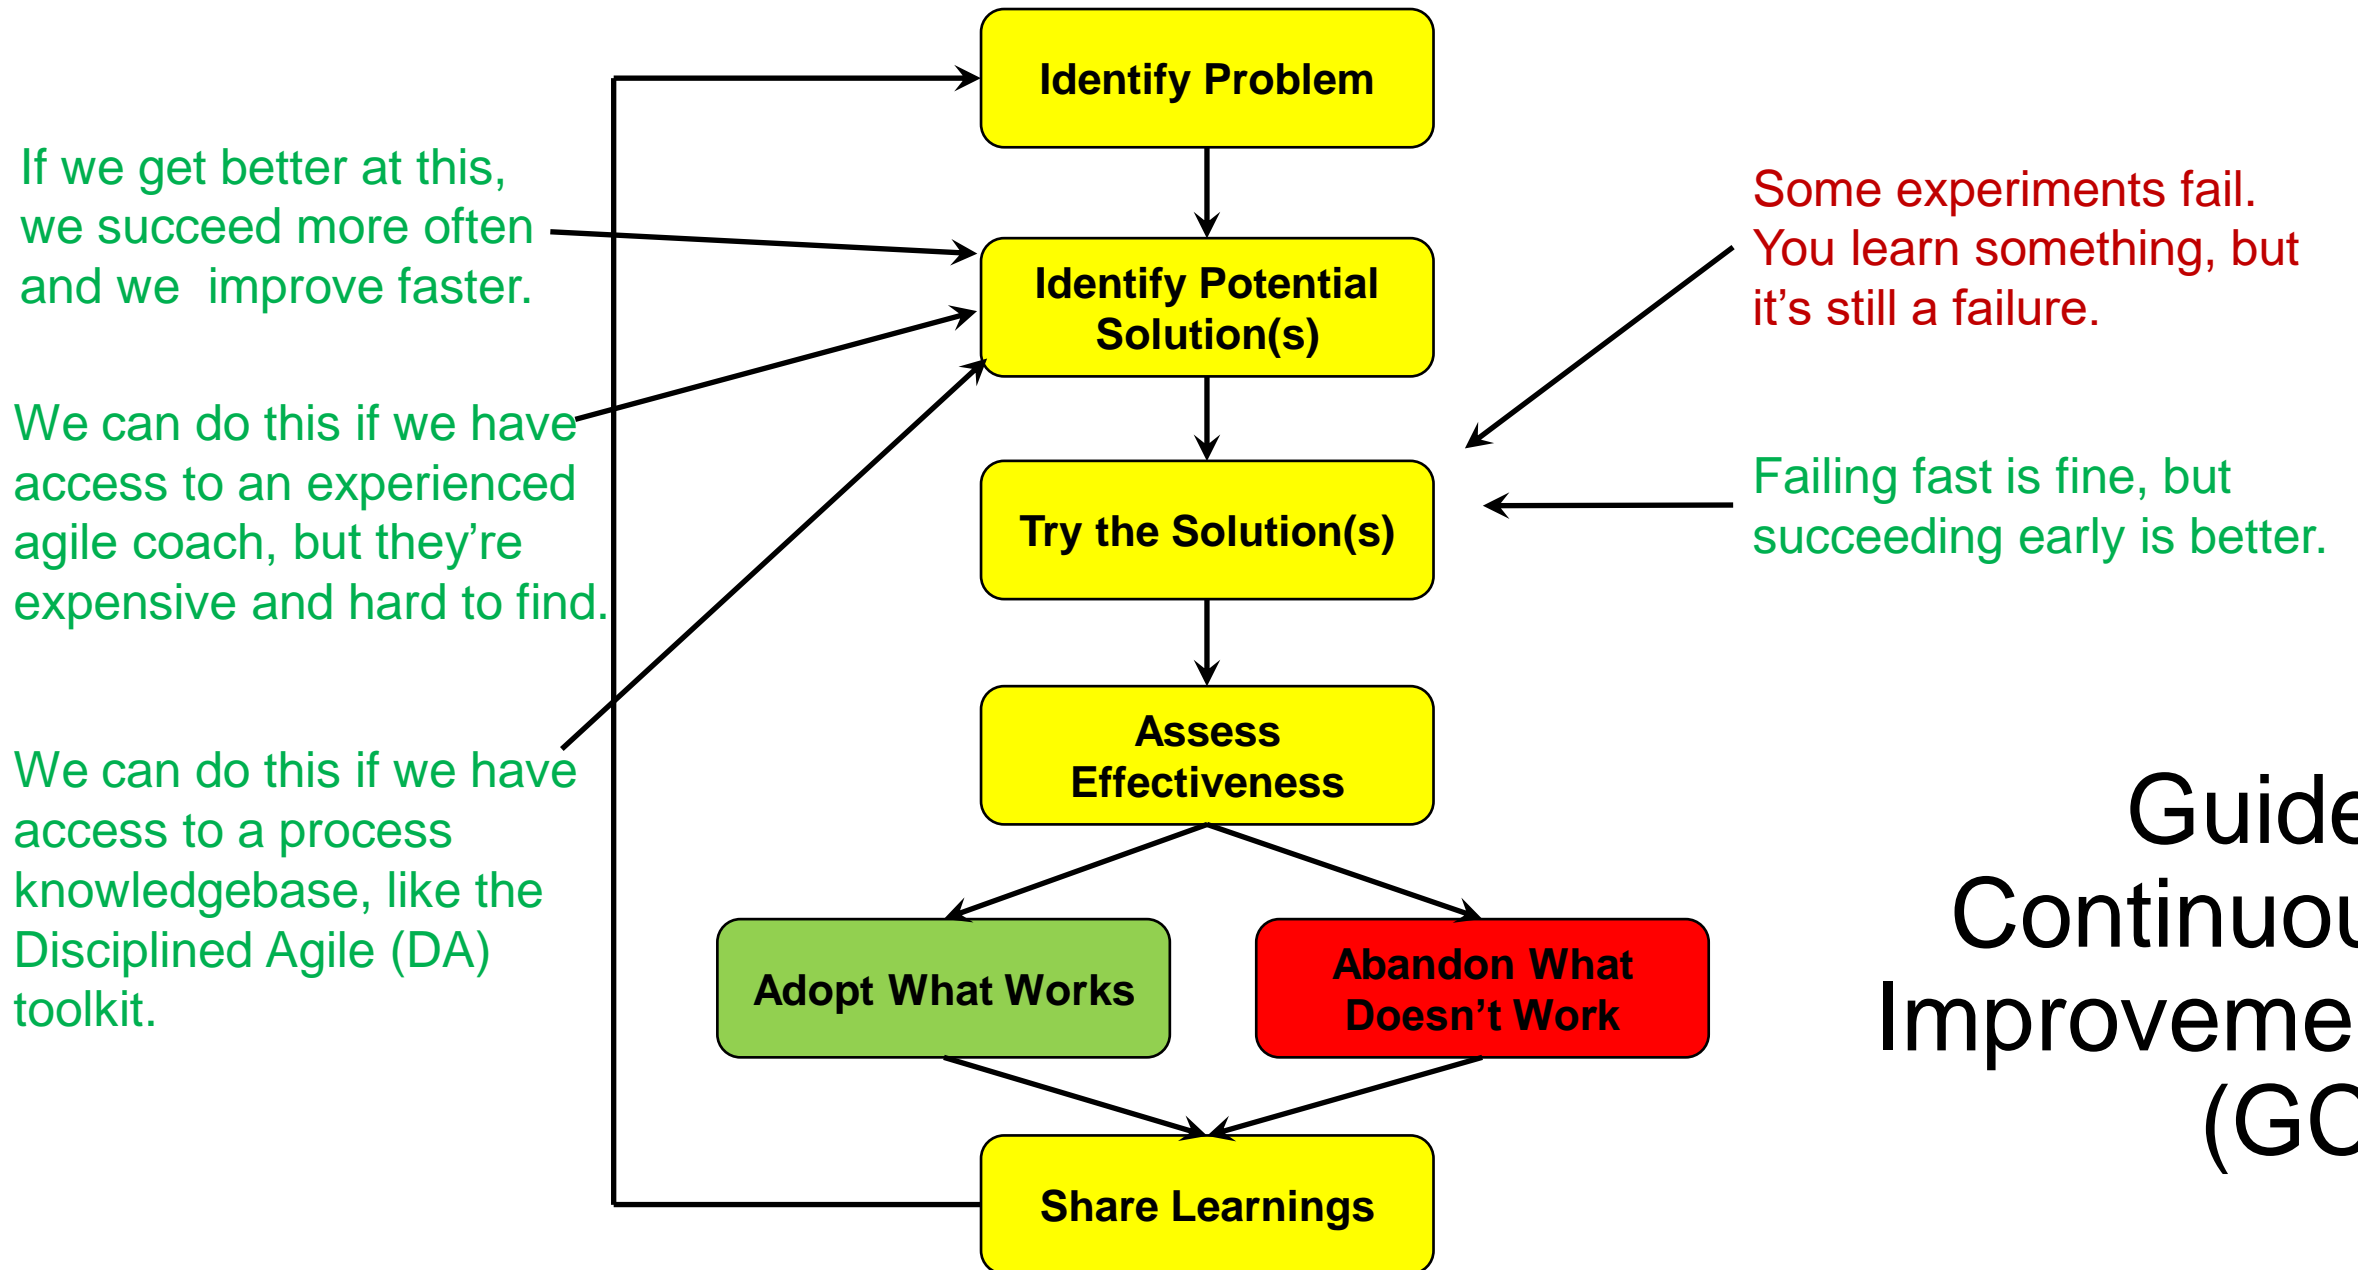 Identify Problem
If we get better at this,
we succeed more often
and we  improve faster.
Some experiments fail.
You learn something, but
it’s still a failure.
Identify Potential
Solution(s)
We can do this if we have
access to an experienced
agile coach, but they’re
expensive and hard to find.
Failing fast is fine, but
succeeding early is better.
Try the Solution(s)
Assess
Effectiveness
We can do this if we have
access to a process
knowledgebase, like the
Disciplined Agile (DA)
toolkit.
Adopt What Works
Abandon What
Doesn’t Work
Share Learnings
Guide
Continuou
Improveme
(GC